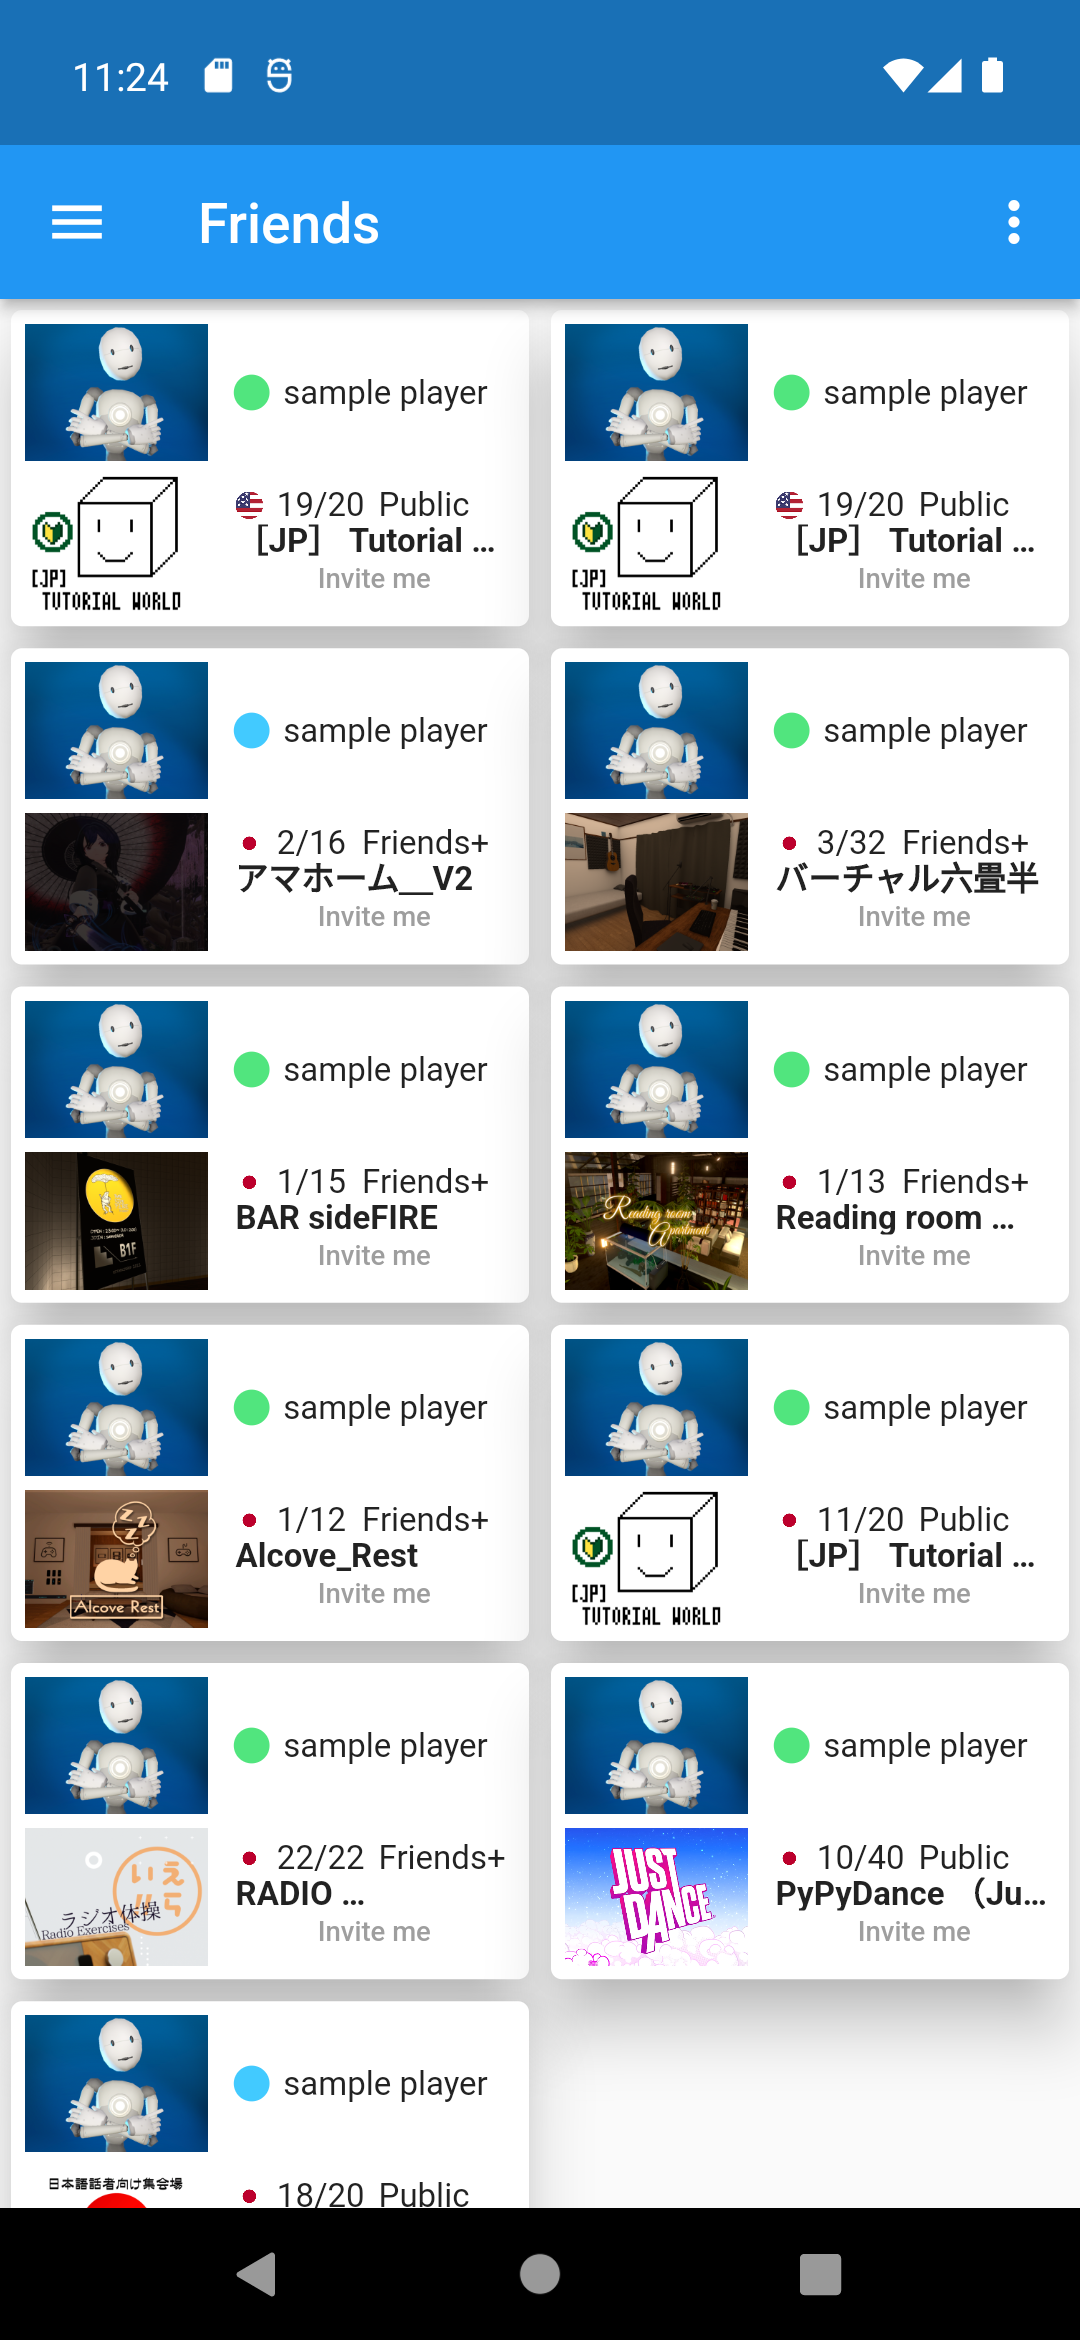 11:24
Friends
sample player
[JP]
TUTORIAL WORLD
19/20 Public
［JP］ Tutorial ...
Invite me
sample player
[JP]
TUTORIAL WORLD
19/20 Public
［JP］ Tutorial ...
Invite me
sample player
2/16 Friends+
アマホーム__V2
Invite me
sample player
3/32 Friends+
バーチャル六畳半
Invite me
sample player
B1F
1/15 Friends+
BAR sideFIRE
Invite me
sample player
Reading room
Apartment
1/13 Friends+
Reading room ...
Invite me
sample player
Z Z Z
Alcove Rest
1/12 Friends+
Alcove_Rest
Invite me
sample player
[JP]
TUTORIAL WORLD
11/20 Public
［JP］ Tutorial ...
Invite me
sample player
ラジオ体操
Radio Exercises
22/22 Friends+
RADIO ...
Invite me
sample player
JUST
DANCE
10/40 Public
PyPyDance （Ju...
Invite me
sample player
日本語話者向け集会場
18/20 Public